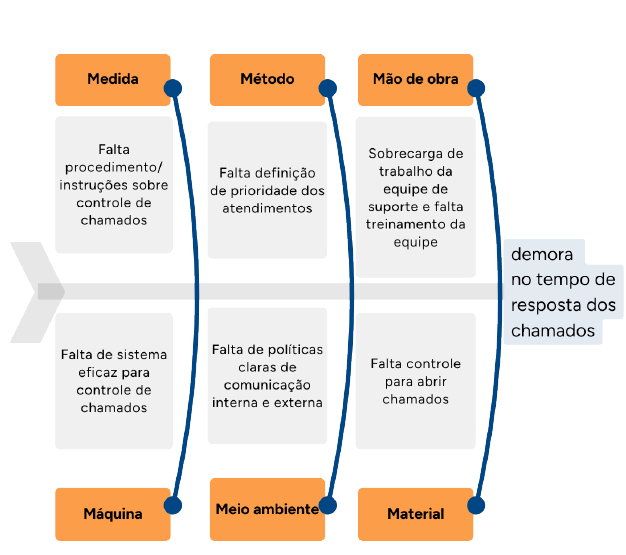 Medida
Método
Mão de obra
Falta
procedimento/
instruções sobre
controle de
chamados
Falta definição
de prioridade dos
atendimentos
Sobrecarga de
trabalho da
equipe de
suporte e falta
treinamento da
equipe
demora
no tempo de
resposta dos
chamados
Falta de sistema
eficaz para
controle de
chamados
Falta de políticas
claras de
comunicação
interna e externa
Falta controle
para abrir
chamados
Máquina
Meio ambiente
Material